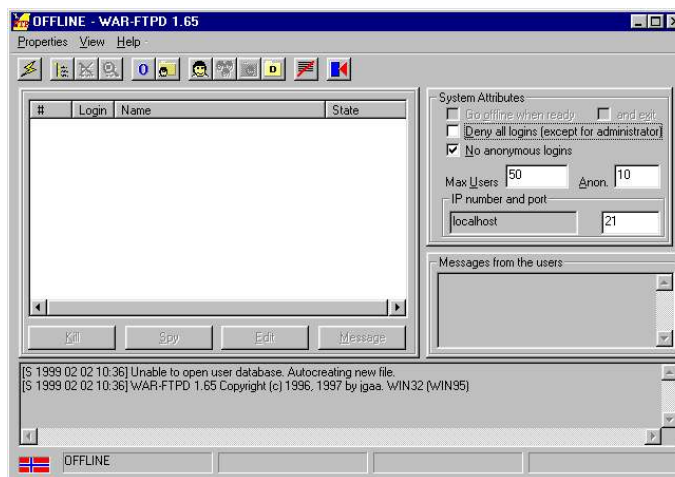 OFFLINE - WAR-FTPD 1.65
Properties View Help
# Login Name State
System Attributes
Go offline when ready and exit
Deny all logins (except for administrator)
No anonymous logins
Max Users 50 Anon. 10
IP number and port
localhost 21
Messages from the users
Kill Spy Edit Message
[S 1999 02 02 10:36] Unable to open user database. Autocreating new file.
[S 1999 02 02 10:36] WAR-FTPD 1.65 Copyright (c) 1996, 1997 by jgaa. WIN32 (WIN95)
OFFLINE